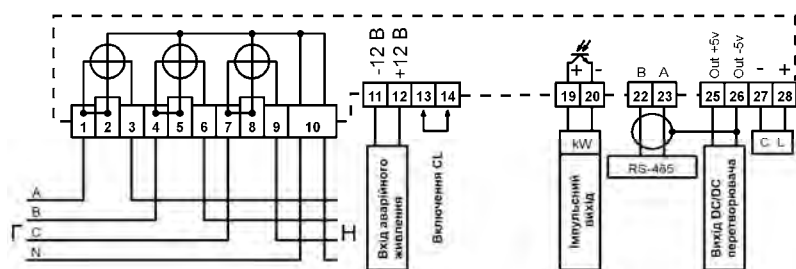 -12 В
+12 В
Out +5v
Out -5v
- +
+ -
B A
1 2 3 4 5 6 7 8 9 10
11 12 13 14
19 20
22 23
25 26 27 28
kW
C L
RS-485
Вхід аварійного живлення
Включення CL
Імпульсний вихід
Вихід DC/DC перетворювача
A
B
C
N
Г
Н